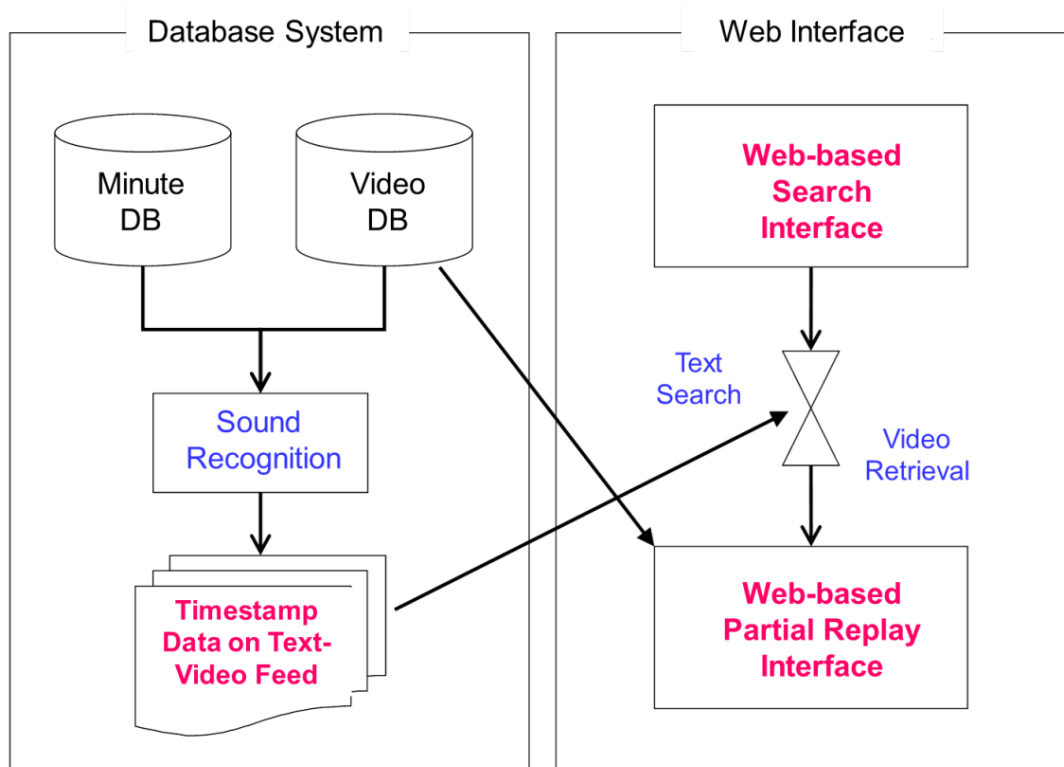 Database System
Minute
DB
Video
DB
Sound
Recognition
Timestamp
Data on Text-
Video Feed
Web Interface
Web-based
Search
Interface
Text
Search
Video
Retrieval
Web-based
Partial Replay
Interface